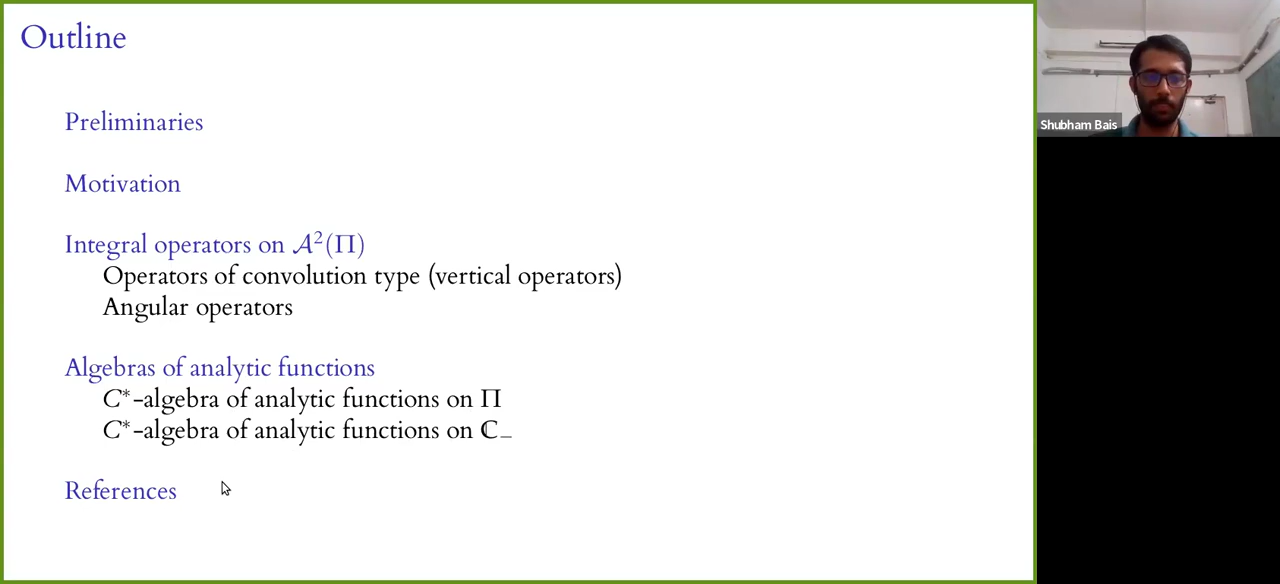 Outline
Preliminaries
Motivation
Integral operators on 𝒜²(Π)
Operators of convolution type (vertical operators)
Angular operators
Algebras of analytic functions
C*-algebra of analytic functions on Π
C*-algebra of analytic functions on ℂ₋
References
Shubham Bais